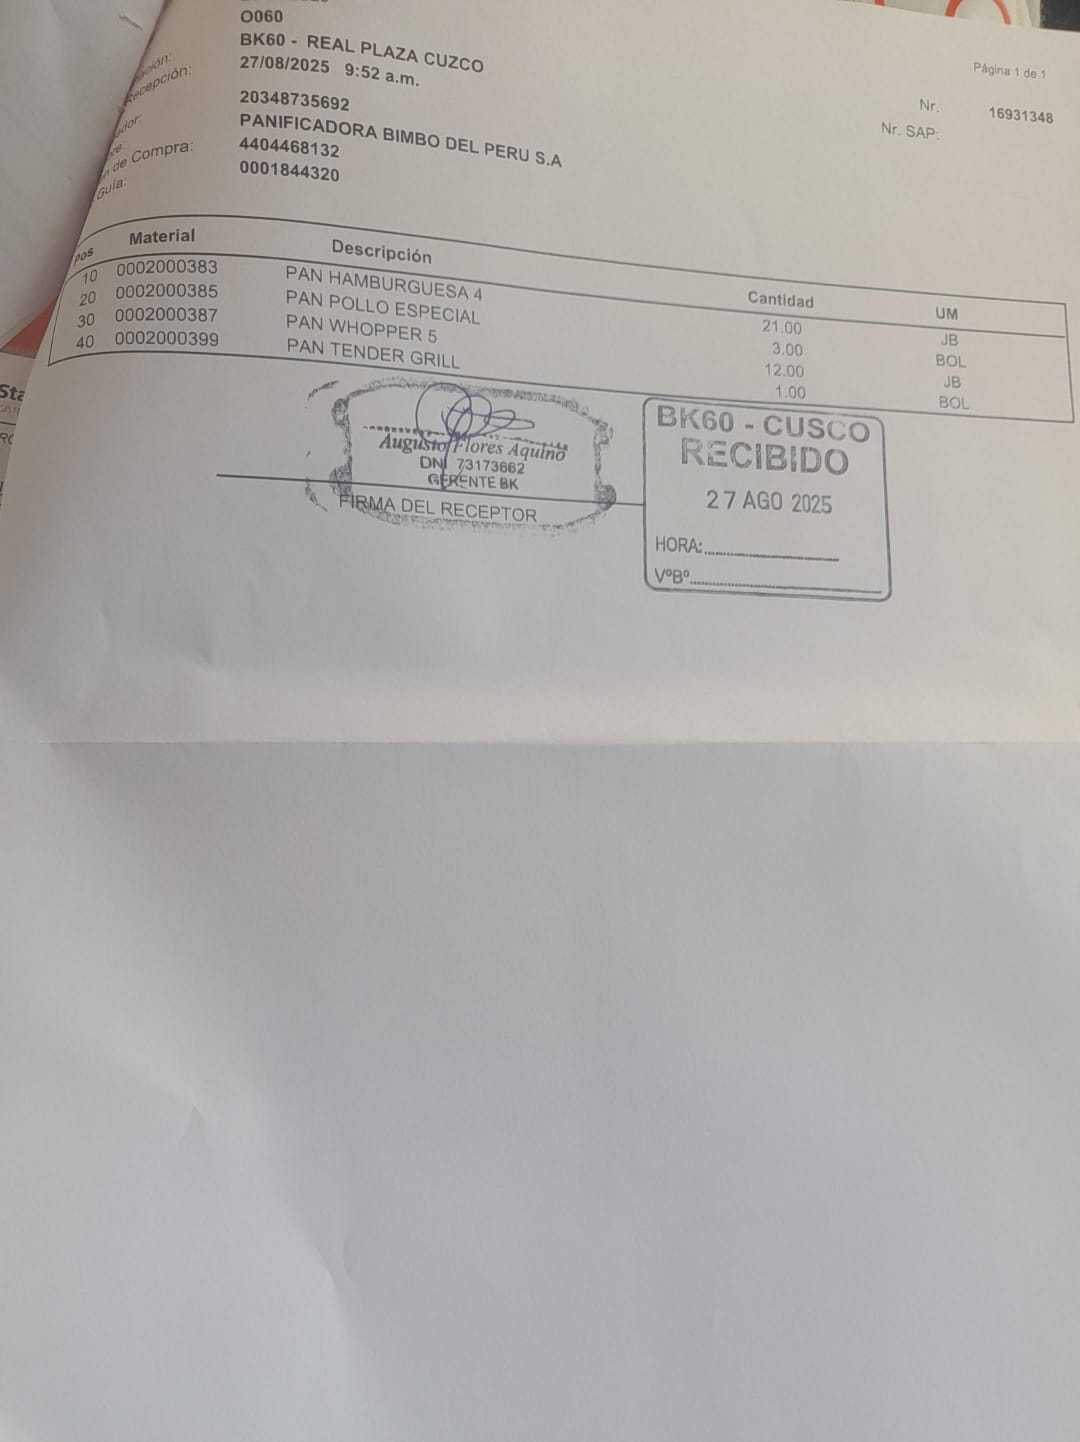 O060
BK60 - REAL PLAZA CUZCO
27/08/2025 9:52 a.m.
20348735692
PANIFICADORA BIMBO DEL PERU S.A
de Compra: 4404468132
Guía: 0001844320
Página 1 de 1
Nr. 16931348
Nr. SAP:
Pos Material Descripción Cantidad UM
10 0002000383 PAN HAMBURGUESA 4 21.00 JB
20 0002000385 PAN POLLO ESPECIAL 3.00 BOL
30 0002000387 PAN WHOPPER 5 12.00 JB
40 0002000399 PAN TENDER GRILL 1.00 BOL
Augusto Flores Aquino
DNI 73173662
GERENTE BK
FIRMA DEL RECEPTOR
BK60 - CUSCO
RECIBIDO
27 AGO 2025
HORA:
VºBº